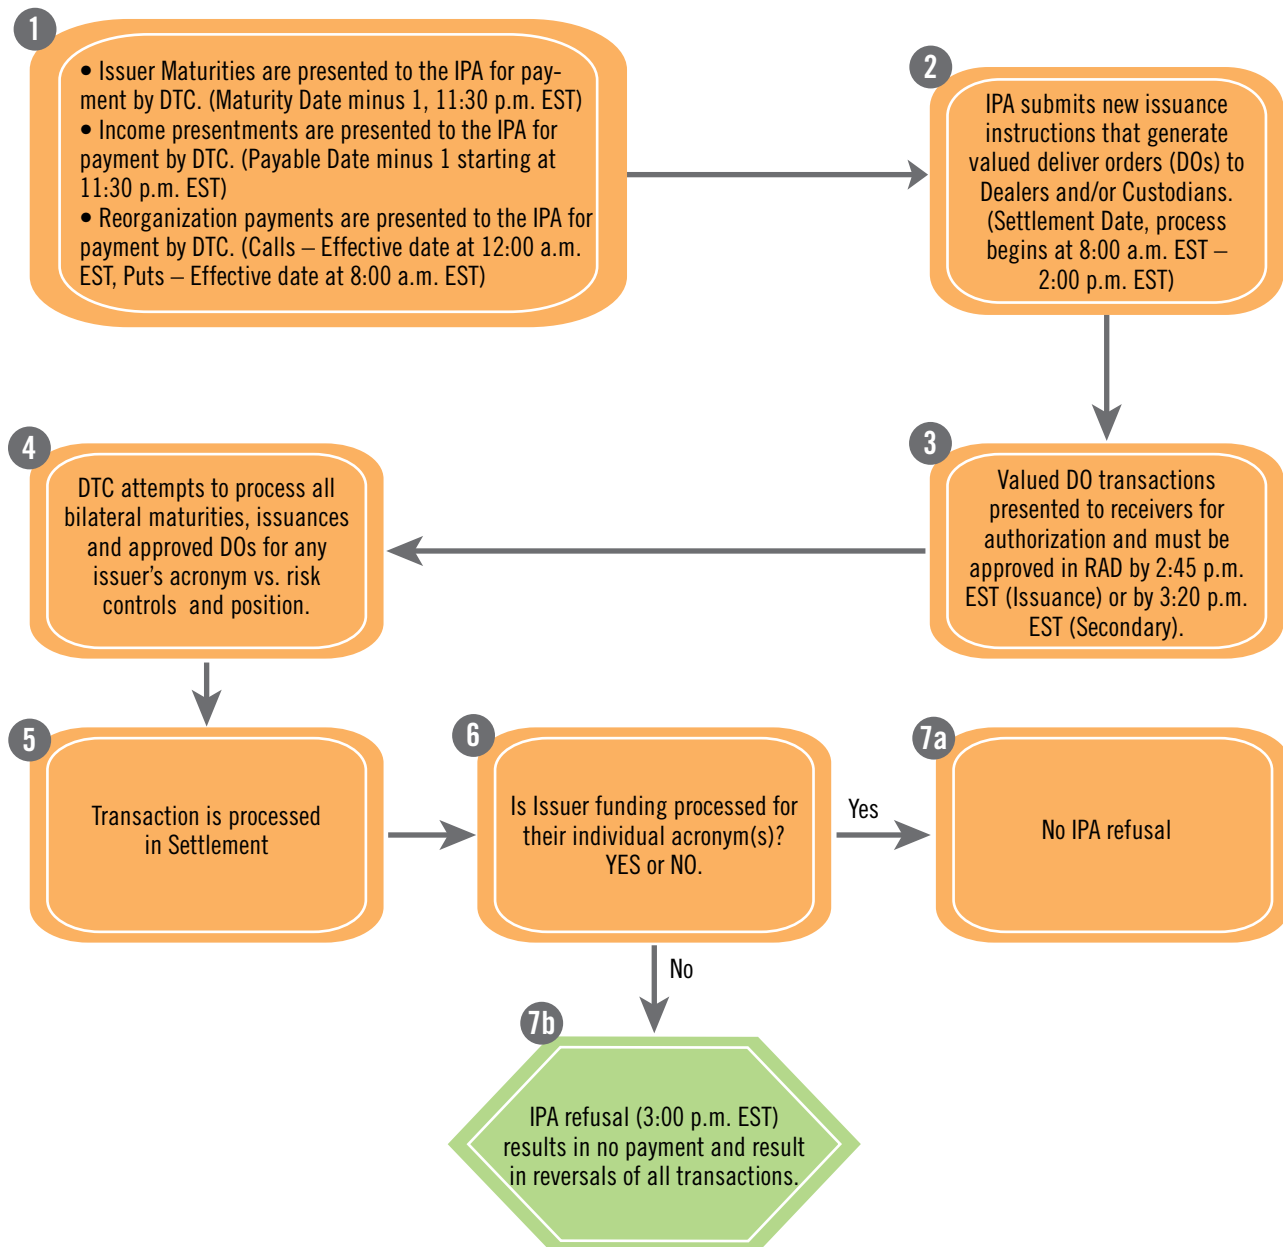 1
• Issuer Maturities are presented to the IPA for pay-
ment by DTC. (Maturity Date minus 1, 11:30 p.m. EST)
• Income presentments are presented to the IPA for
payment by DTC. (Payable Date minus 1 starting at
11:30 p.m. EST)
• Reorganization payments are presented to the IPA for
payment by DTC. (Calls – Effective date at 12:00 a.m.
EST, Puts – Effective date at 8:00 a.m. EST)
2
IPA submits new issuance
instructions that generate
valued deliver orders (DOs) to
Dealers and/or Custodians.
(Settlement Date, process
begins at 8:00 a.m. EST –
2:00 p.m. EST)
3
Valued DO transactions
presented to receivers for
authorization and must be
approved in RAD by 2:45 p.m.
EST (Issuance) or by 3:20 p.m.
EST (Secondary).
4
DTC attempts to process all
bilateral maturities, issuances
and approved DOs for any
issuer’s acronym vs. risk
controls and position.
5
Transaction is processed
in Settlement
6
Is Issuer funding processed for
their individual acronym(s)?
YES or NO.
Yes
7a
No IPA refusal
No
7b
IPA refusal (3:00 p.m. EST)
results in no payment and result
in reversals of all transactions.